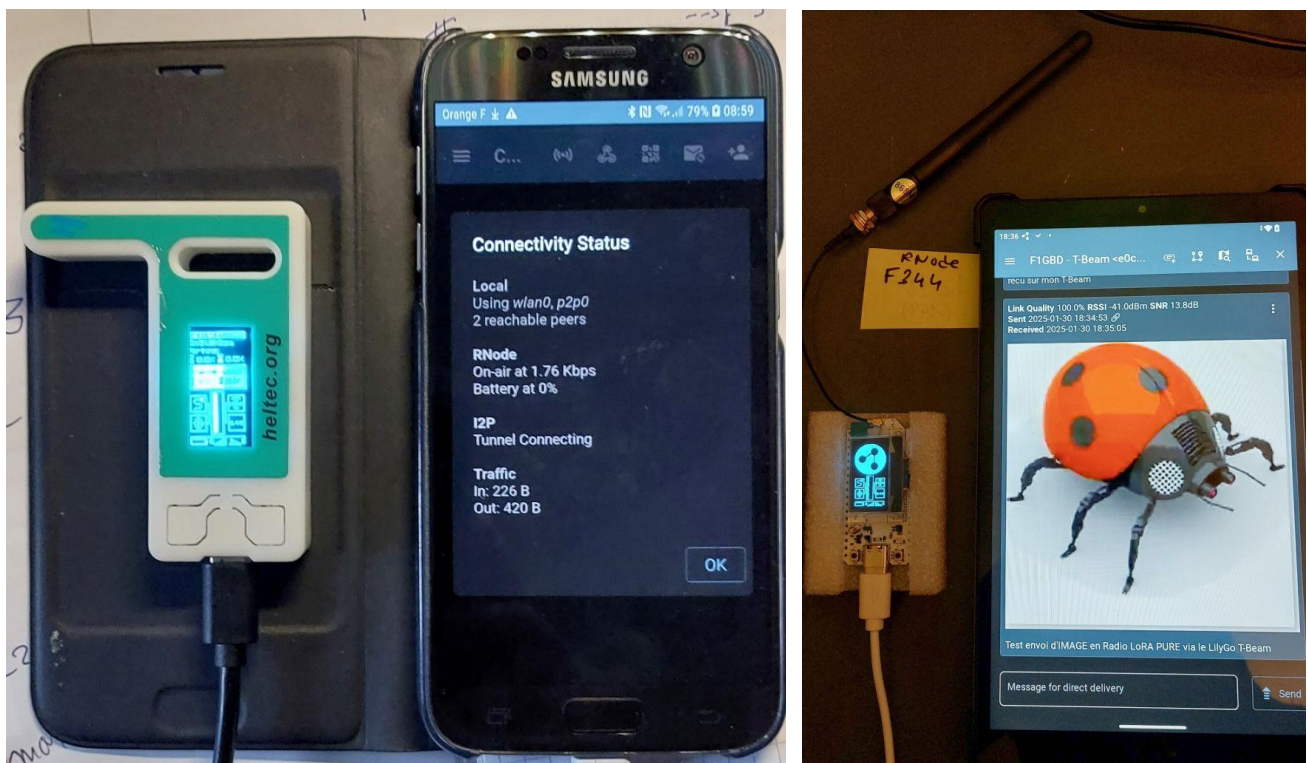 SAMSUNG
Orange F
79%
08:59
C...
Connectivity Status
Local
Using wlan0, p2p0
2 reachable peers
RNode
On-air at 1.76 Kbps
Battery at 0%
I2P
Tunnel Connecting
Traffic
In: 226 B
Out: 420 B
OK
heltec.org
RNode
F344
18:36
F1GBD - T-Beam <e0c...
recu sur mon T-Beam
Link Quality 100.0% RSSI -41.0dBm SNR 13.8dB
Sent 2025-01-30 18:34:53
Received 2025-01-30 18:35:05
Test envoi d'IMAGE en Radio LoRA PURE via le LilyGo T-Beam
Message for direct delivery
Send